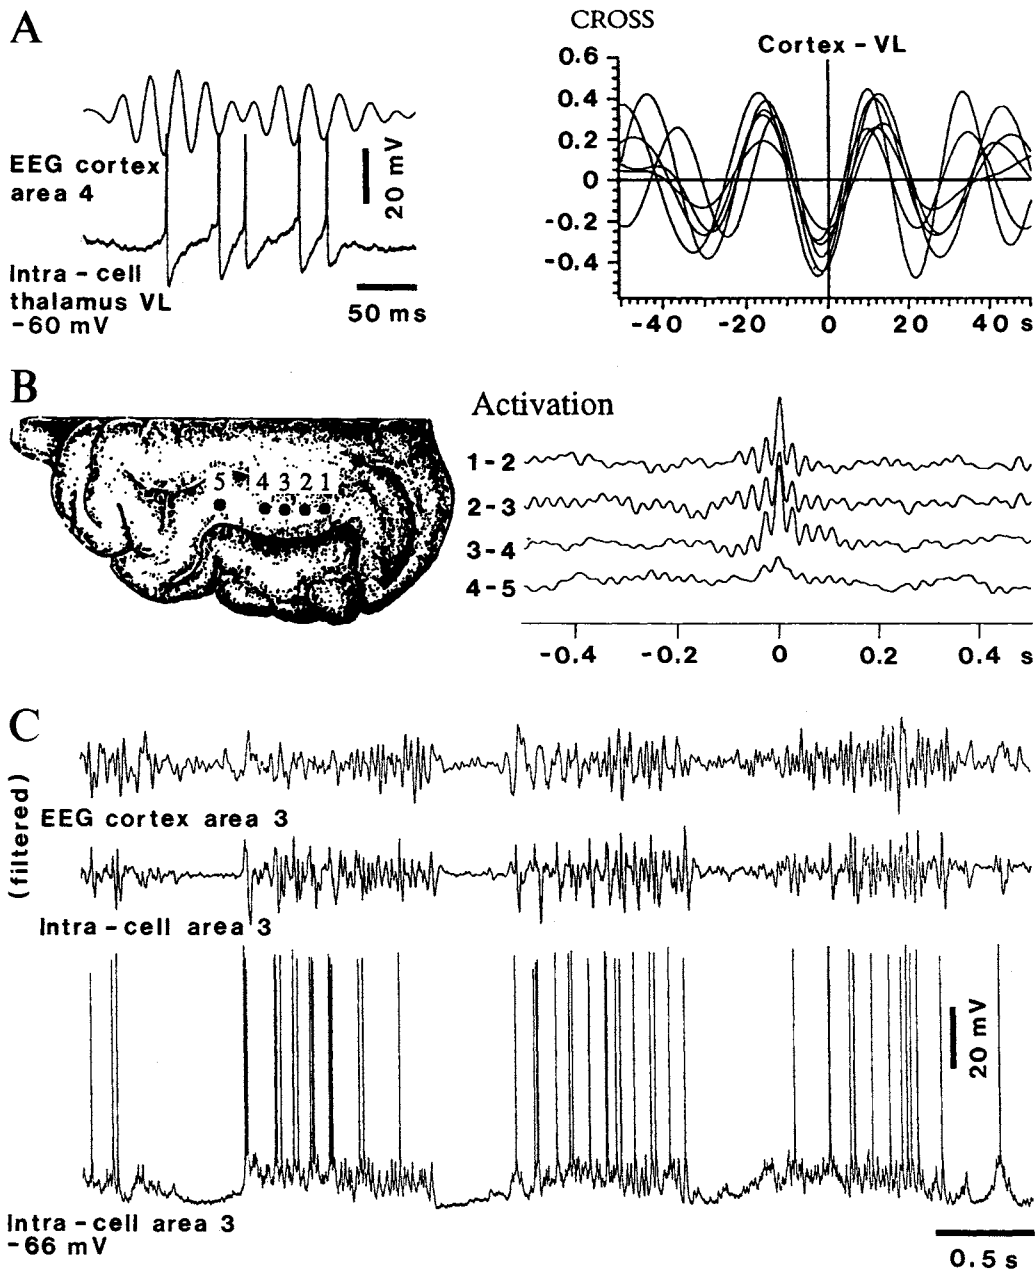 A
CROSS
Cortex - VL
0.6
0.4
0.2
0
-0.2
-0.4
-40 -20 0 20 40 s
EEG cortex
area 4
20 mV
Intra - cell
thalamus VL
-60 mV
50 ms
B
5 4 3 2 1
Activation
1 - 2
2 - 3
3 - 4
4 - 5
-0.4 -0.2 0 0.2 0.4 s
C
(filtered)
EEG cortex area 3
Intra - cell area 3
20 mV
Intra - cell area 3
-66 mV
0.5 s